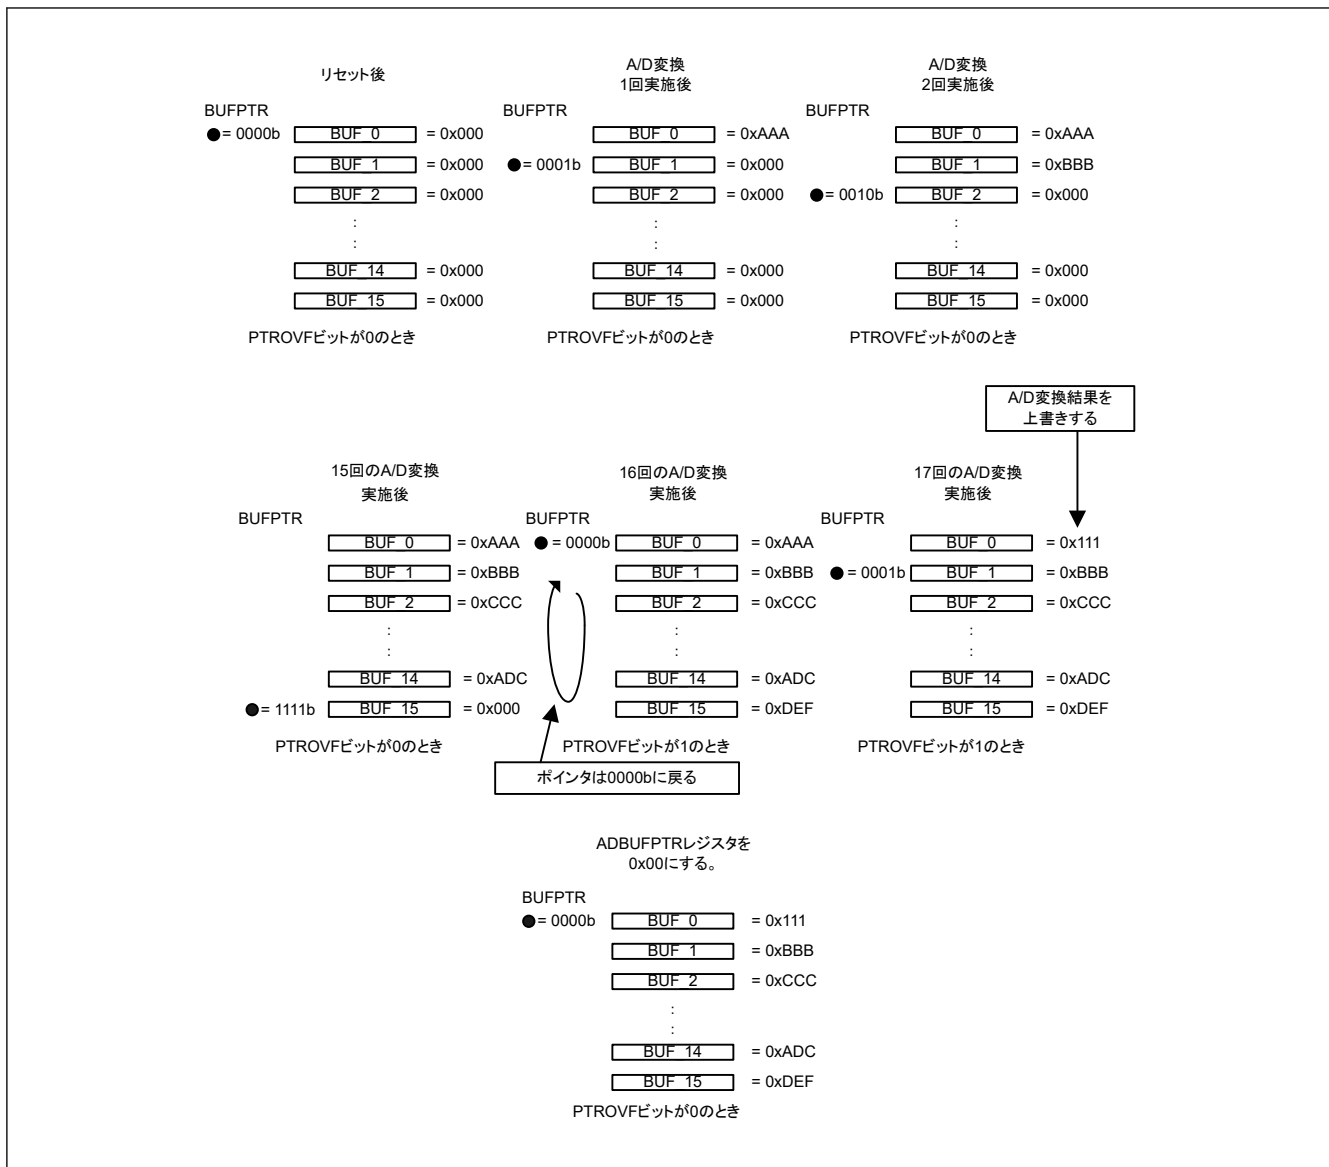 リセット後
BUFPTR
●= 0000b BUF_0 = 0x000
BUF_1 = 0x000
BUF_2 = 0x000
:
:
BUF_14 = 0x000
BUF_15 = 0x000
PTROVFビットが0のとき
A/D変換
1回実施後
BUFPTR
BUF_0 = 0xAAA
●= 0001b BUF_1 = 0x000
BUF_2 = 0x000
:
:
BUF_14 = 0x000
BUF_15 = 0x000
PTROVFビットが0のとき
A/D変換
2回実施後
BUFPTR
BUF_0 = 0xAAA
BUF_1 = 0xBBB
●= 0010b BUF_2 = 0x000
:
:
BUF_14 = 0x000
BUF_15 = 0x000
PTROVFビットが0のとき
15回のA/D変換
実施後
BUFPTR
BUF_0 = 0xAAA
BUF_1 = 0xBBB
BUF_2 = 0xCCC
:
:
BUF_14 = 0xADC
●= 1111b BUF_15 = 0x000
PTROVFビットが0のとき
16回のA/D変換
実施後
BUFPTR
●= 0000b BUF_0 = 0xAAA
BUF_1 = 0xBBB
BUF_2 = 0xCCC
:
:
BUF_14 = 0xADC
BUF_15 = 0xDEF
PTROVFビットが1のとき
ポインタは0000bに戻る
A/D変換結果を
上書きする
17回のA/D変換
実施後
BUFPTR
BUF_0 = 0x111
●= 0001b BUF_1 = 0xBBB
BUF_2 = 0xCCC
:
:
BUF_14 = 0xADC
BUF_15 = 0xDEF
PTROVFビットが1のとき
ADBUFPTRレジスタを
0x00にする。
BUFPTR
●= 0000b BUF_0 = 0x111
BUF_1 = 0xBBB
BUF_2 = 0xCCC
:
:
BUF_14 = 0xADC
BUF_15 = 0xDEF
PTROVFビットが0のとき